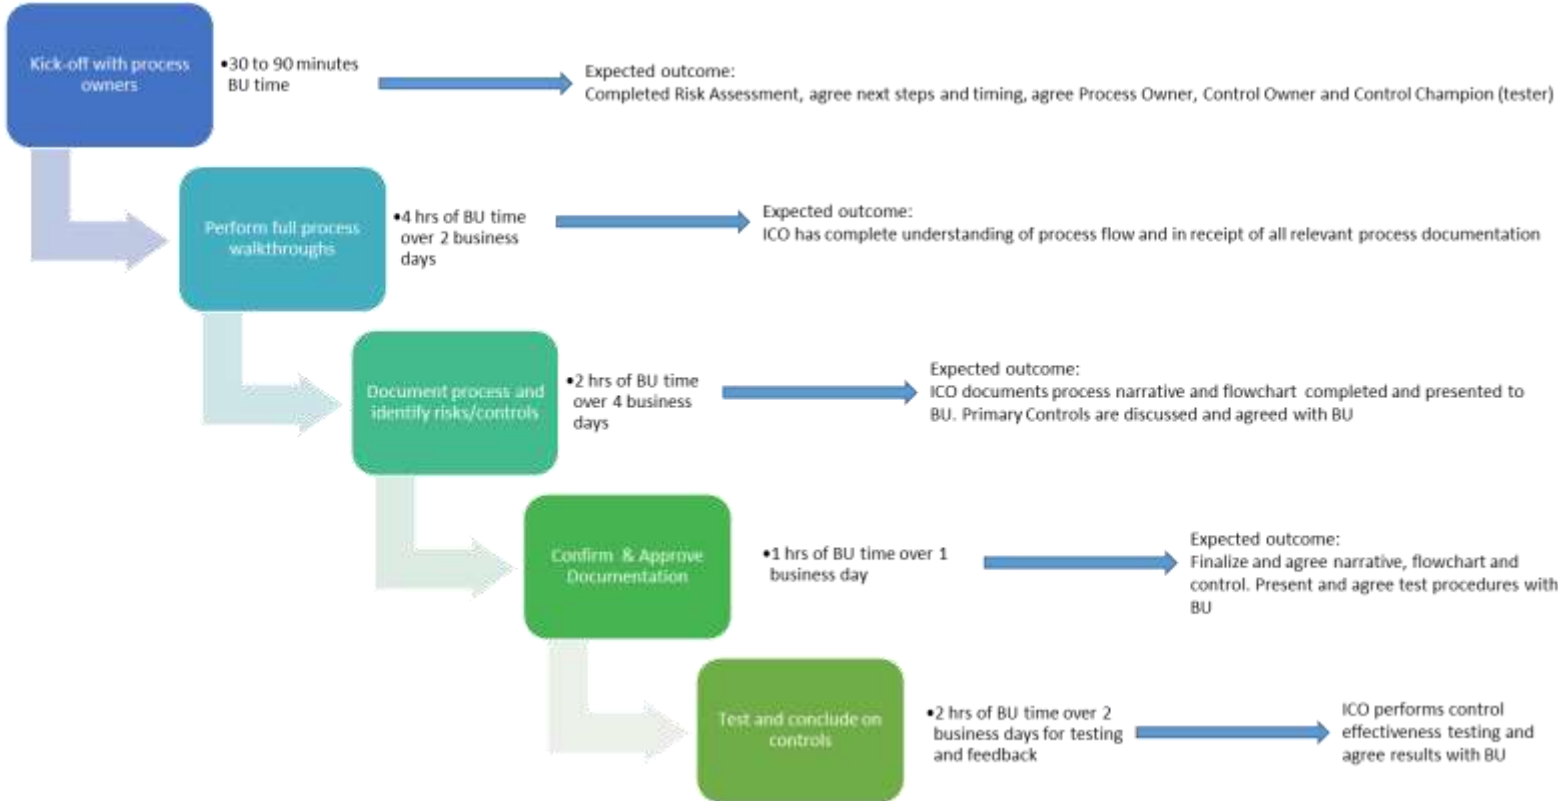 Kick-off with process
owners
•30 to 90 minutes
BU time
Expected outcome:
Completed Risk Assessment, agree next steps and timing, agree Process Owner, Control Owner and Control Champion (tester)
Perform full process
walkthroughs
•4 hrs of BU time
over 2 business
days
Expected outcome:
ICO has complete understanding of process flow and in receipt of all relevant process documentation
Document process and
identify risks/controls
•2 hrs of BU time
over 4 business
days
Expected outcome:
ICO documents process narrative and flowchart completed and presented to
BU. Primary Controls are discussed and agreed with BU
Confirm & Approve
Documentation
•1 hrs of BU time over 1
business day
Expected outcome:
Finalize and agree narrative, flowchart and
control. Present and agree test procedures with
BU
Test and conclude on
controls
•2 hrs of BU time over 2
business days for testing
and feedback
ICO performs control
effectiveness testing and
agree results with BU